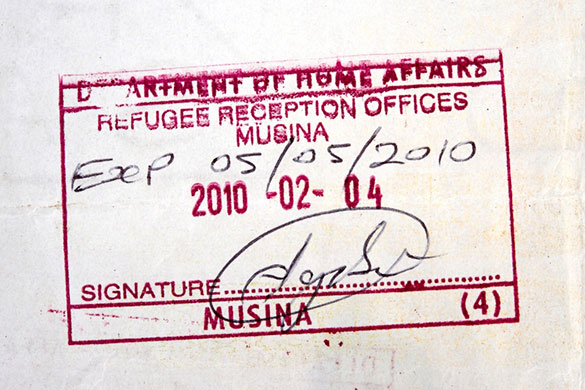 D ARTMENT OF HOME AFFAIRS
REFUGEE RECEPTION OFFICES
MUSINA
Exp 05/05/2010
2010 -02- 04
SIGNATURE
MUSINA (4)